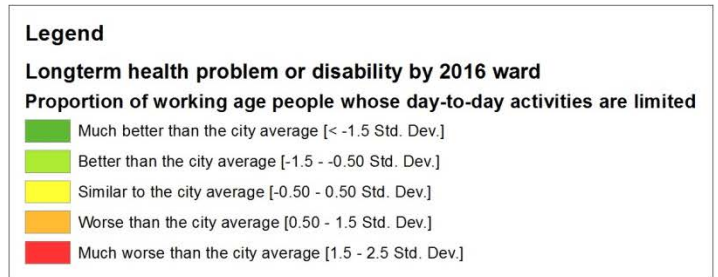 Legend
Longterm health problem or disability by 2016 ward
Proportion of working age people whose day-to-day activities are limited
Much better than the city average [< -1.5 Std. Dev.]
Better than the city average [-1.5 - -0.50 Std. Dev.]
Similar to the city average [-0.50 - 0.50 Std. Dev.]
Worse than the city average [0.50 - 1.5 Std. Dev.]
Much worse than the city average [1.5 - 2.5 Std. Dev.]